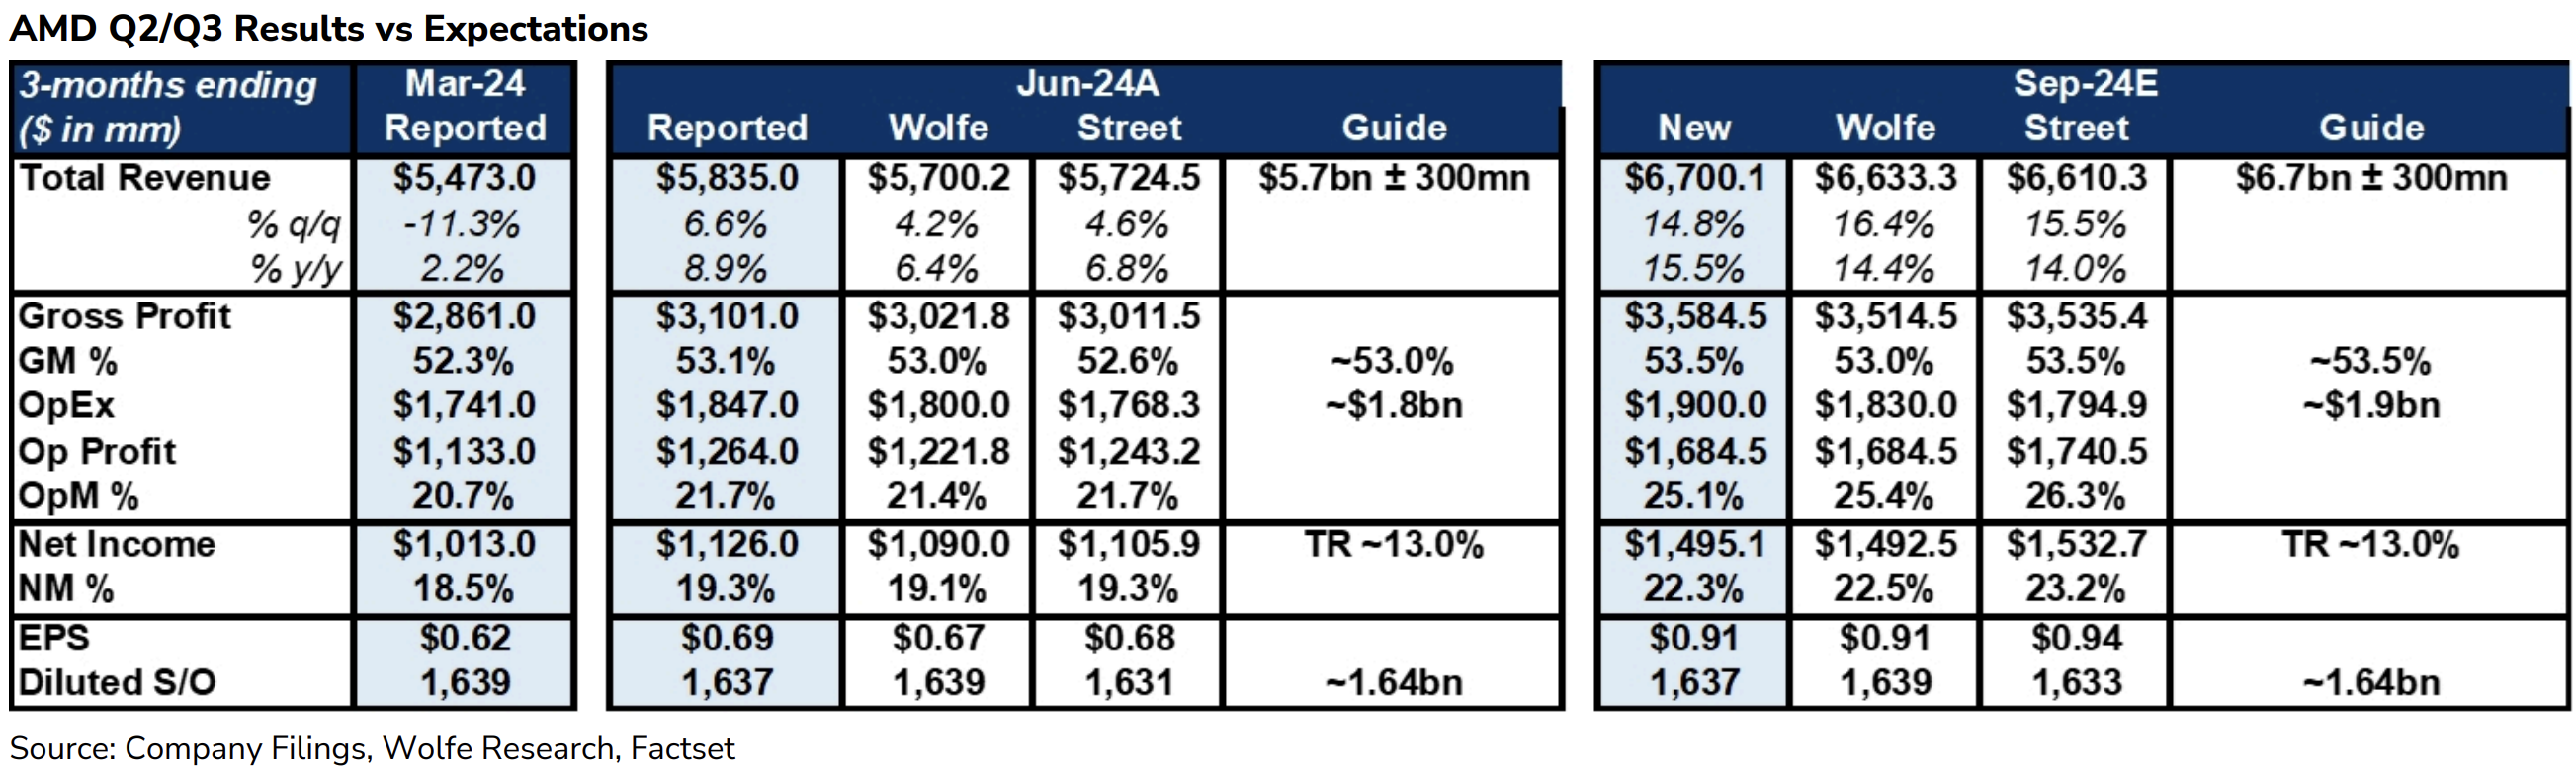 AMD Q2/Q3 Results vs Expectations
3-months ending Mar-24 Jun-24A Sep-24E
($ in mm) Reported Reported Wolfe Street Guide New Wolfe Street Guide
Total Revenue $5,473.0 $5,835.0 $5,700.2 $5,724.5 $5.7bn ± 300mn $6,700.1 $6,633.3 $6,610.3 $6.7bn ± 300mn
% q/q -11.3% 6.6% 4.2% 4.6% 14.8% 16.4% 15.5%
% y/y 2.2% 8.9% 6.4% 6.8% 15.5% 14.4% 14.0%
Gross Profit $2,861.0 $3,101.0 $3,021.8 $3,011.5 $3,584.5 $3,514.5 $3,535.4
GM % 52.3% 53.1% 53.0% 52.6% ~53.0% 53.5% 53.0% 53.5% ~53.5%
OpEx $1,741.0 $1,847.0 $1,800.0 $1,768.3 ~$1.8bn $1,900.0 $1,830.0 $1,794.9 ~$1.9bn
Op Profit $1,133.0 $1,264.0 $1,221.8 $1,243.2 $1,684.5 $1,684.5 $1,740.5
OpM % 20.7% 21.7% 21.4% 21.7% 25.1% 25.4% 26.3%
Net Income $1,013.0 $1,126.0 $1,090.0 $1,105.9 TR ~13.0% $1,495.1 $1,492.5 $1,532.7 TR ~13.0%
NM % 18.5% 19.3% 19.1% 19.3% 22.3% 22.5% 23.2%
EPS $0.62 $0.69 $0.67 $0.68 $0.91 $0.91 $0.94
Diluted S/O 1,639 1,637 1,639 1,631 ~1.64bn 1,637 1,639 1,633 ~1.64bn
Source: Company Filings, Wolfe Research, Factset